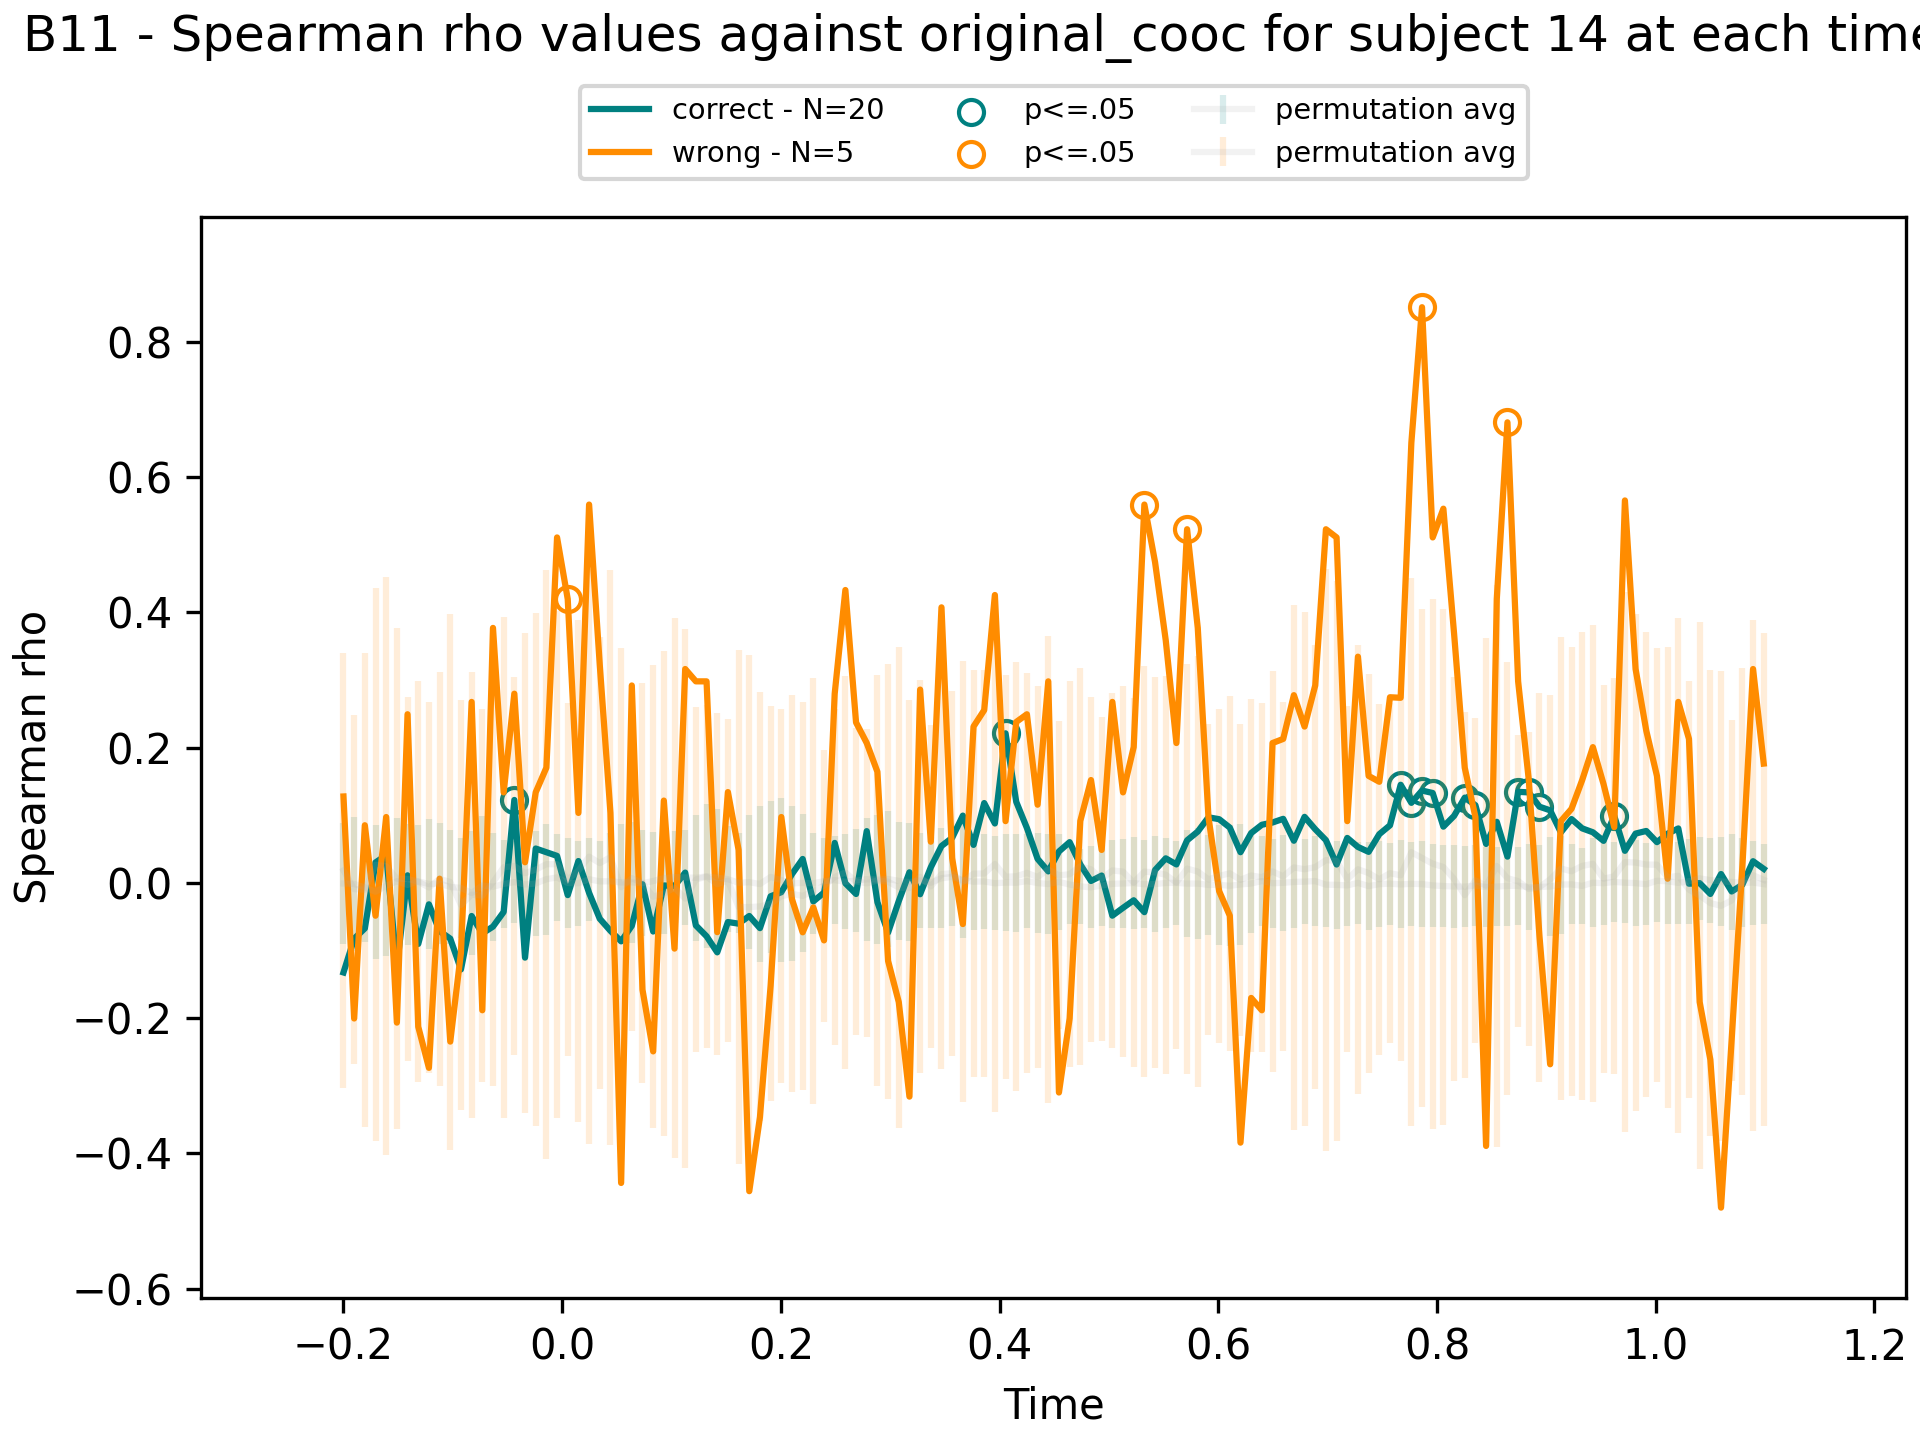 B11 - Spearman rho values against original_cooc for subject 14 at each time
correct - N=20
wrong - N=5
p<=.05
p<=.05
permutation avg
permutation avg
Spearman rho
0.8
0.6
0.4
0.2
0.0
−0.2
−0.4
−0.6
−0.2
0.0
0.2
0.4
0.6
0.8
1.0
1.2
Time